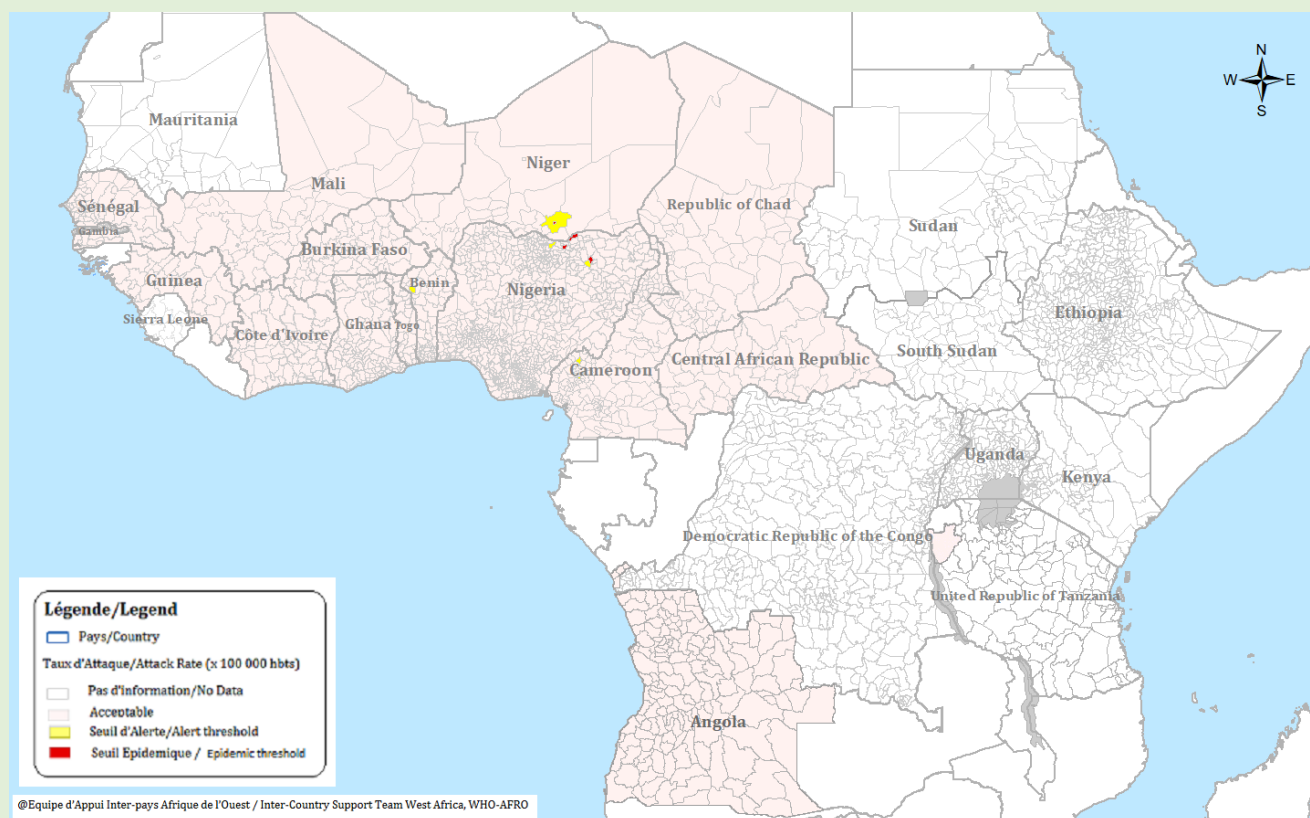 N
W E
S
Mauritania
Niger
Mali
Sénégal
Republic of Chad
Gambia
Sudan
Burkina Faso
Guinea
Benin
Nigeria
Ethiopia
Sierra Leone
Côte d'Ivoire
Ghana
Togo
South Sudan
Central African Republic
Cameroon
Uganda
Kenya
Democratic Republic of the Congo
United Republic of Tanzania
Angola
Légende/Legend
Pays/Country
Taux d'Attaque/Attack Rate (x 100 000 hbts)
Pas d'information/No Data
Acceptable
Seuil d'Alerte/Alert threshold
Seuil Epidemique / Epidemic threshold
@Equipe d'Appui Inter-pays Afrique de l'Ouest / Inter-Country Support Team West Africa, WHO-AFRO